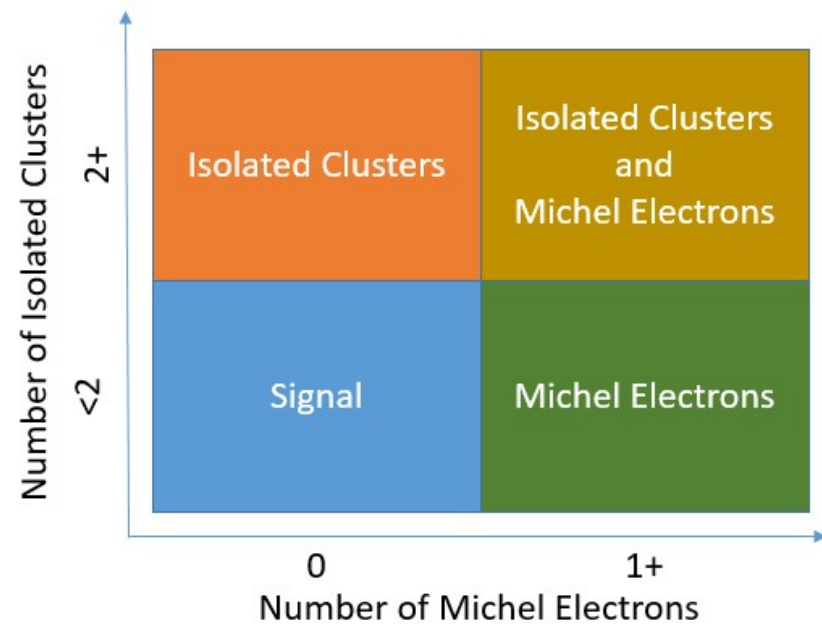 Number of Isolated Clusters
2+
<2
Isolated Clusters
Isolated Clusters
and
Michel Electrons
Signal
Michel Electrons
0
1+
Number of Michel Electrons